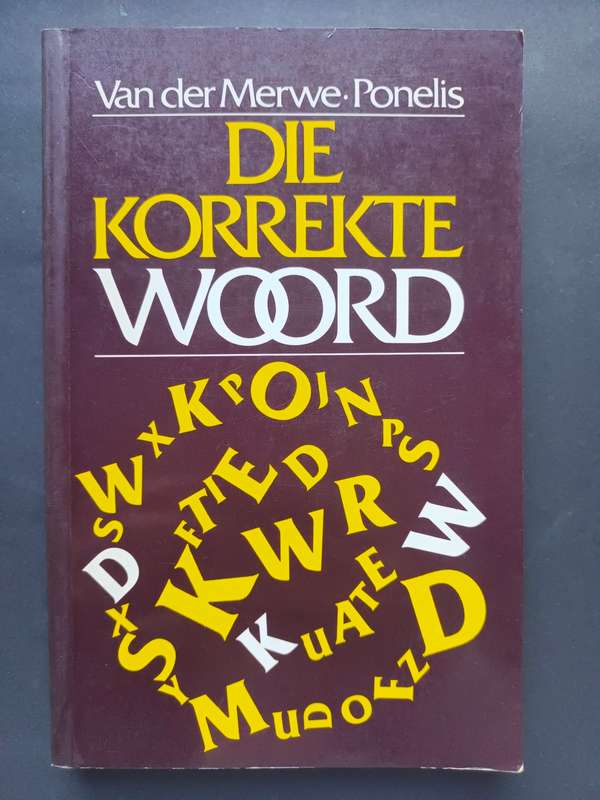 Van der Merwe · Ponelis
DIE
KORREKTE
WOORD
S W X K P O I N P S
F T I E D
D K W R W
X S K U A T E D
Y M U D O F Z